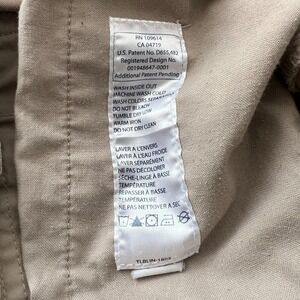 RN 109614
CA 04719
U.S. Patent No. D655,482
Registered Design No.
001948647-0001
Additional Patent Pending
WASH INSIDE OUT
MACHINE WASH COLD
WASH COLORS SEPARATELY
DO NOT BLEACH
TUMBLE DRY LOW
WARM IRON
DO NOT DRY CLEAN
LAVER À L'ENVERS
LAVER À L'EAU FROIDE
LAVER SÉPARÉMENT
NE PAS DÉCOLORER
SÈCHE-LINGE À BASSE
TEMPÉRATURE
REPASSER À BASSE
TEMPÉRATURE
NE PAS NETTOYER À SEC